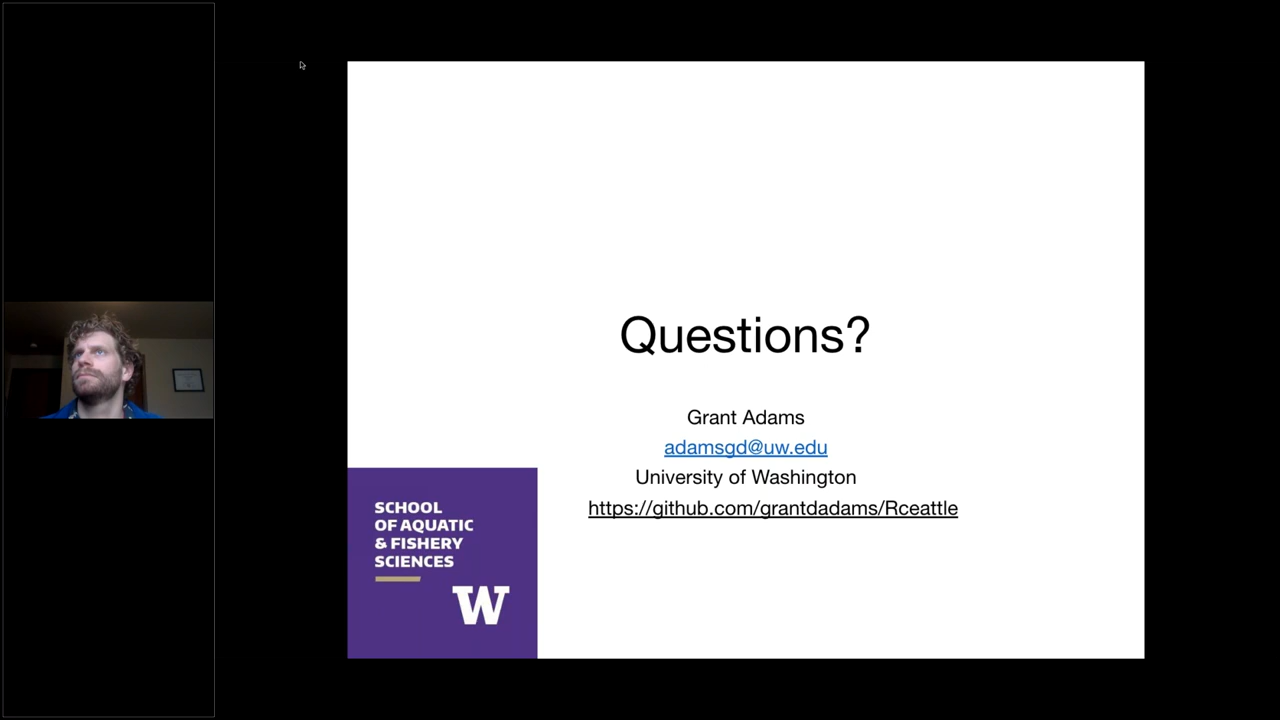 Questions?
Grant Adams
adamsgd@uw.edu
University of Washington
https://github.com/grantdadams/Rceattle
SCHOOL
OF AQUATIC
& FISHERY
SCIENCES
W